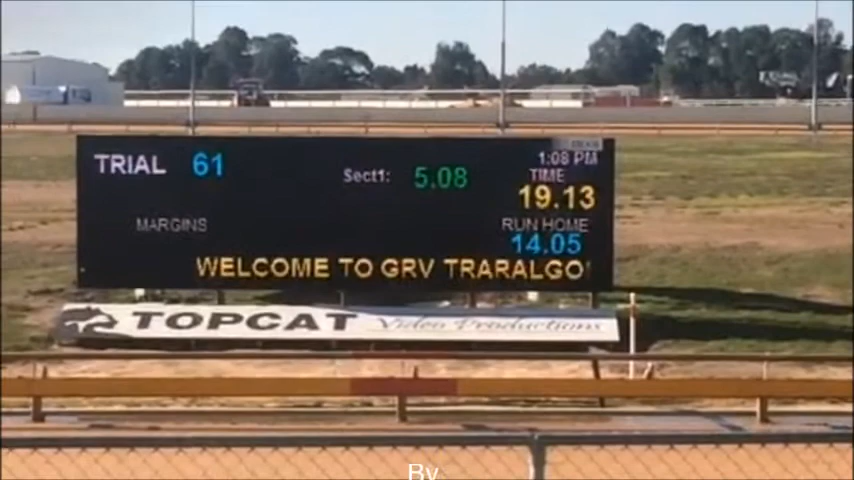 TRIAL 61
1:08 PM
Sect1: 5.08
TIME
19.13
MARGINS
RUN HOME
14.05
WELCOME TO GRV TRARALGO
TOPCAT Video Productions
By